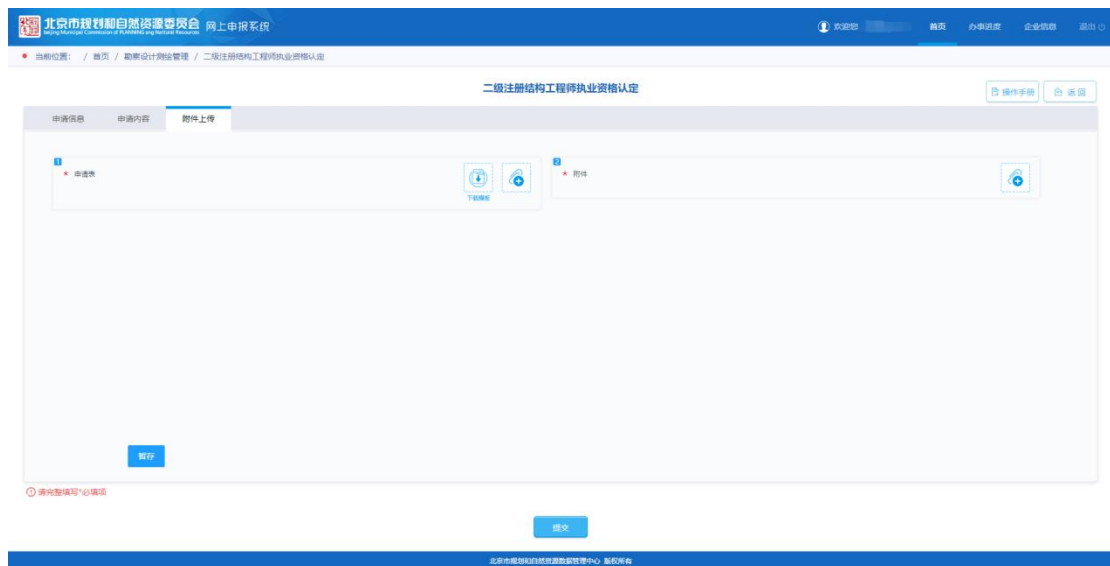 北京市规划和自然资源委员会 网上申报系统
欢迎您
首页 办事进度 企业信息 退出
当前位置： / 首页 / 勘察设计测绘管理 / 二级注册结构工程师执业资格认定
二级注册结构工程师执业资格认定
操作手册 返回
申请信息 申请内容 附件上传
1
* 申请表
下载模板
2
* 附件
暂存
请完整填写*必填项
提交
北京市规划和自然资源数据管理中心 版权所有